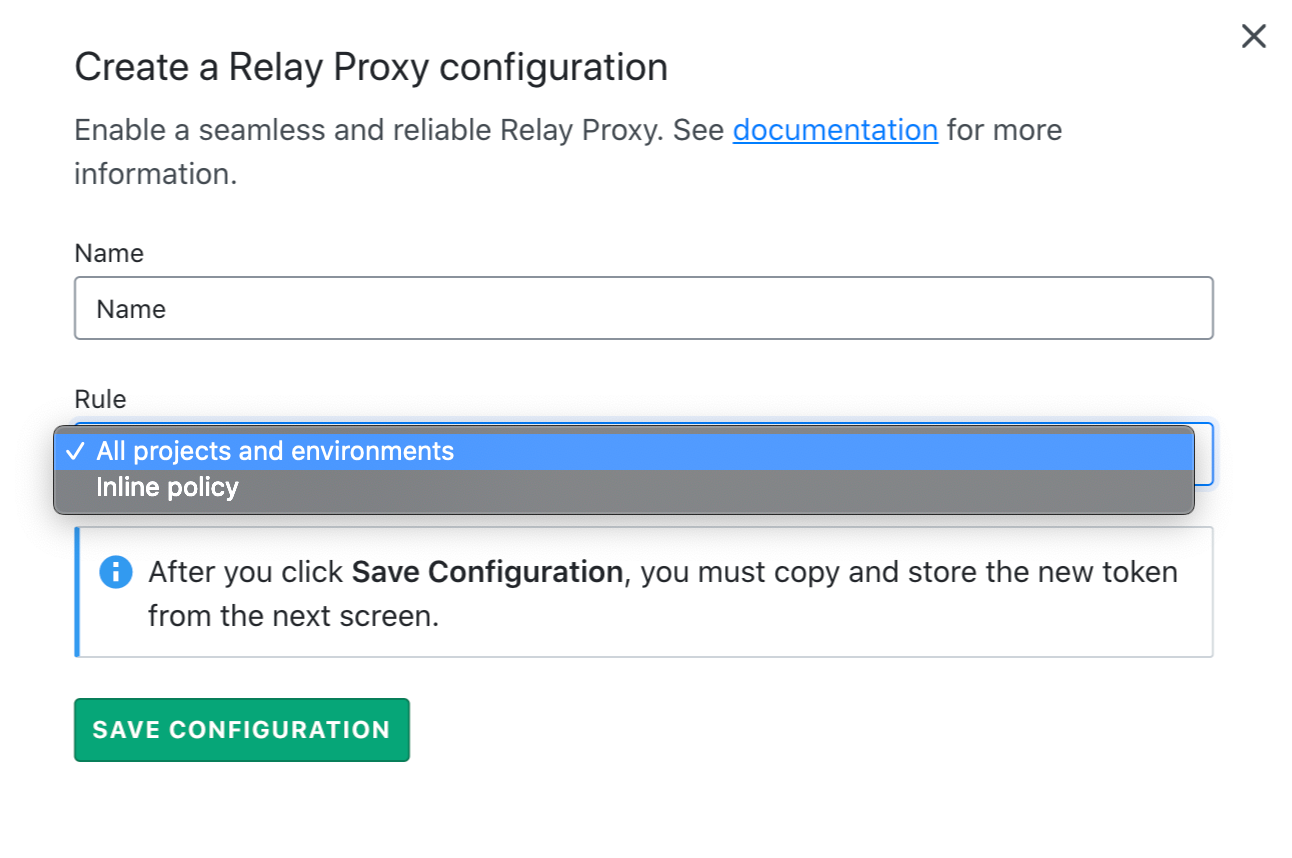 Create a Relay Proxy configuration
Enable a seamless and reliable Relay Proxy. See documentation for more
information.
Name
Name
Rule
✓ All projects and environments
Inline policy
After you click Save Configuration, you must copy and store the new token
from the next screen.
SAVE CONFIGURATION